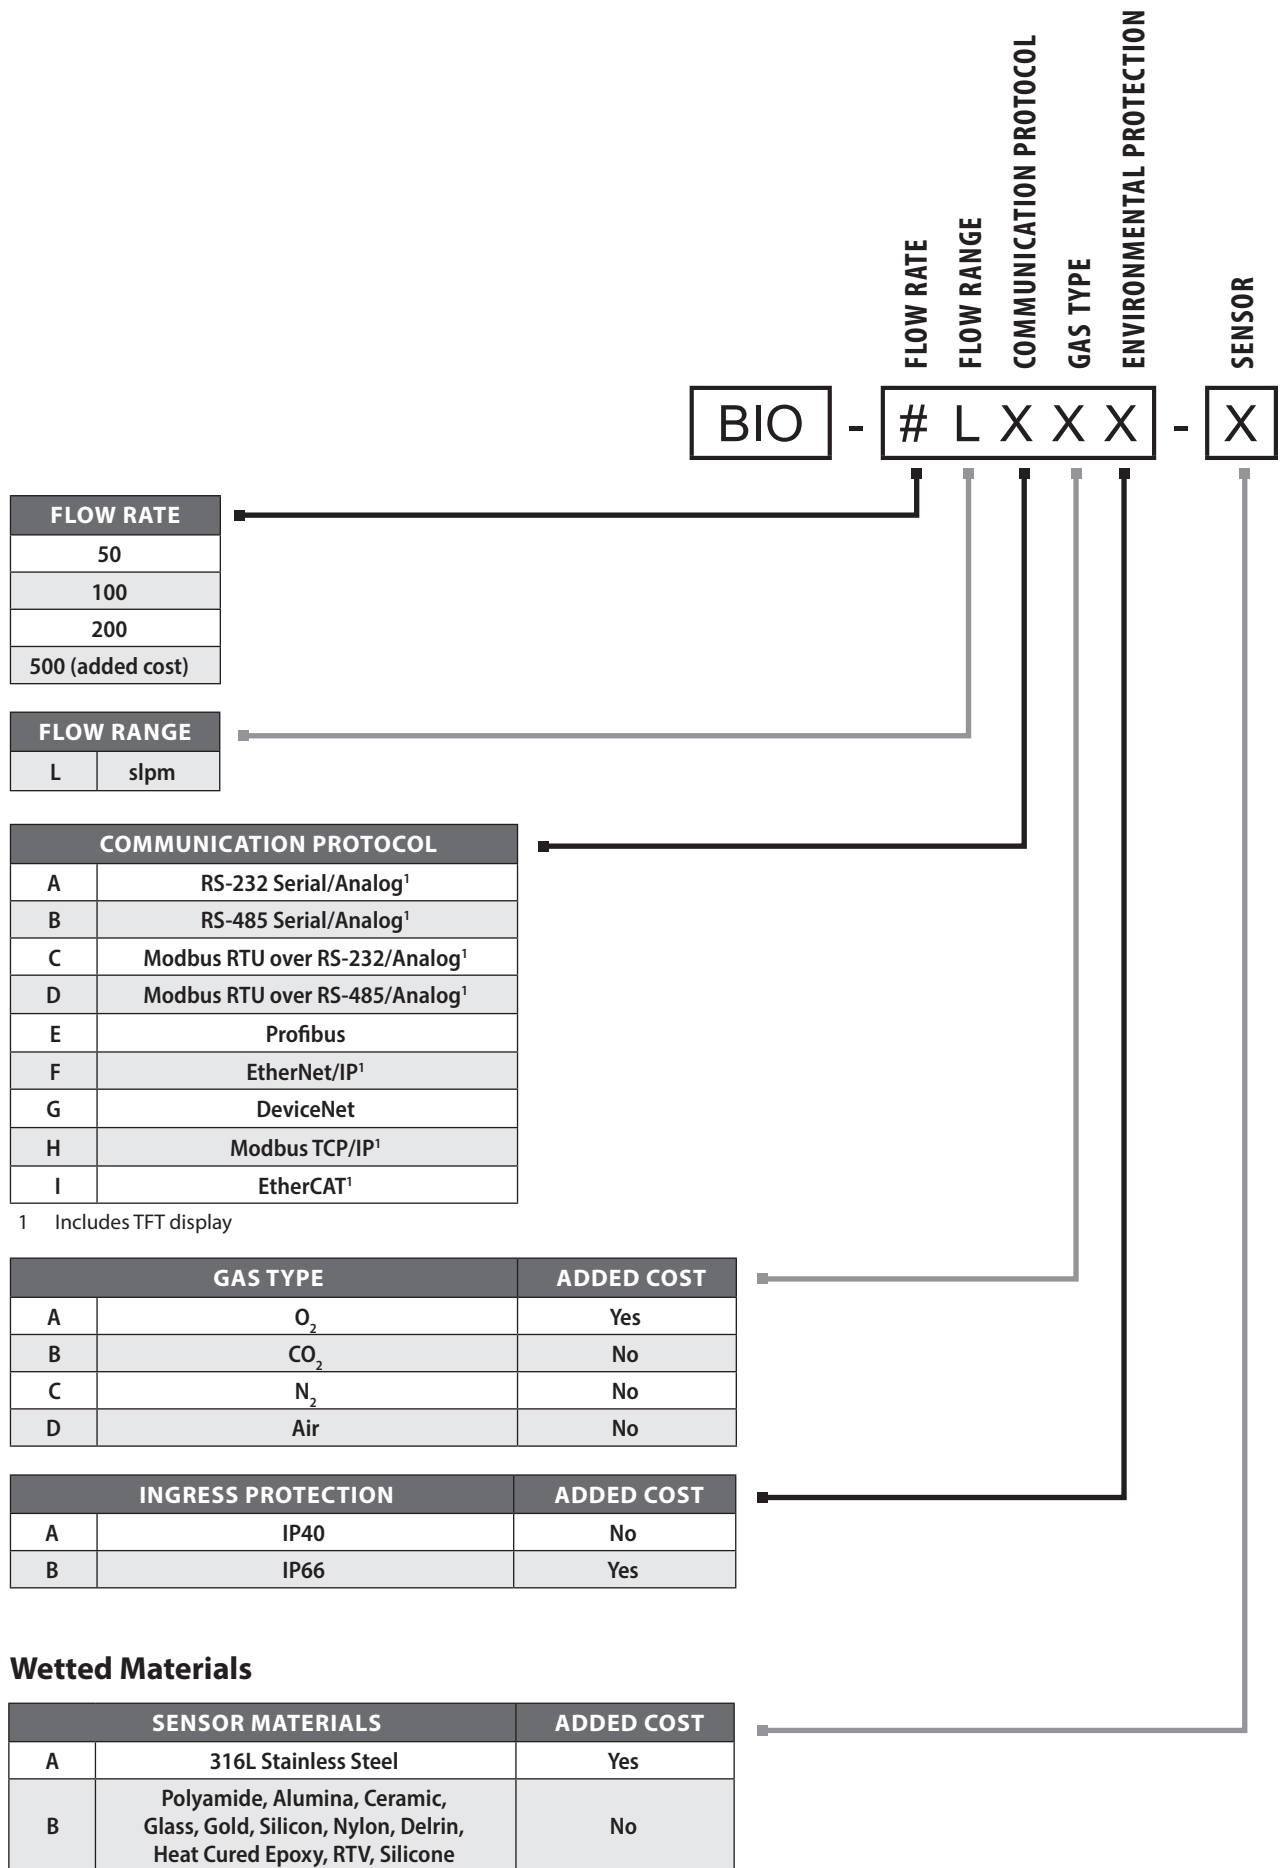 FLOW RATE
FLOW RANGE
COMMUNICATION PROTOCOL
GAS TYPE
ENVIRONMENTAL PROTECTION
SENSOR
BIO - # L X X X - X
FLOW RATE
50
100
200
500 (added cost)
FLOW RANGE
L slpm
COMMUNICATION PROTOCOL
A RS-232 Serial/Analog¹
B RS-485 Serial/Analog¹
C Modbus RTU over RS-232/Analog¹
D Modbus RTU over RS-485/Analog¹
E Profibus
F EtherNet/IP¹
G DeviceNet
H Modbus TCP/IP¹
I EtherCAT¹
1 Includes TFT display
GAS TYPE ADDED COST
A O₂ Yes
B CO₂ No
C N₂ No
D Air No
INGRESS PROTECTION ADDED COST
A IP40 No
B IP66 Yes
Wetted Materials
SENSOR MATERIALS ADDED COST
A 316L Stainless Steel Yes
Polyamide, Alumina, Ceramic,
B Glass, Gold, Silicon, Nylon, Delrin, No
Heat Cured Epoxy, RTV, Silicone